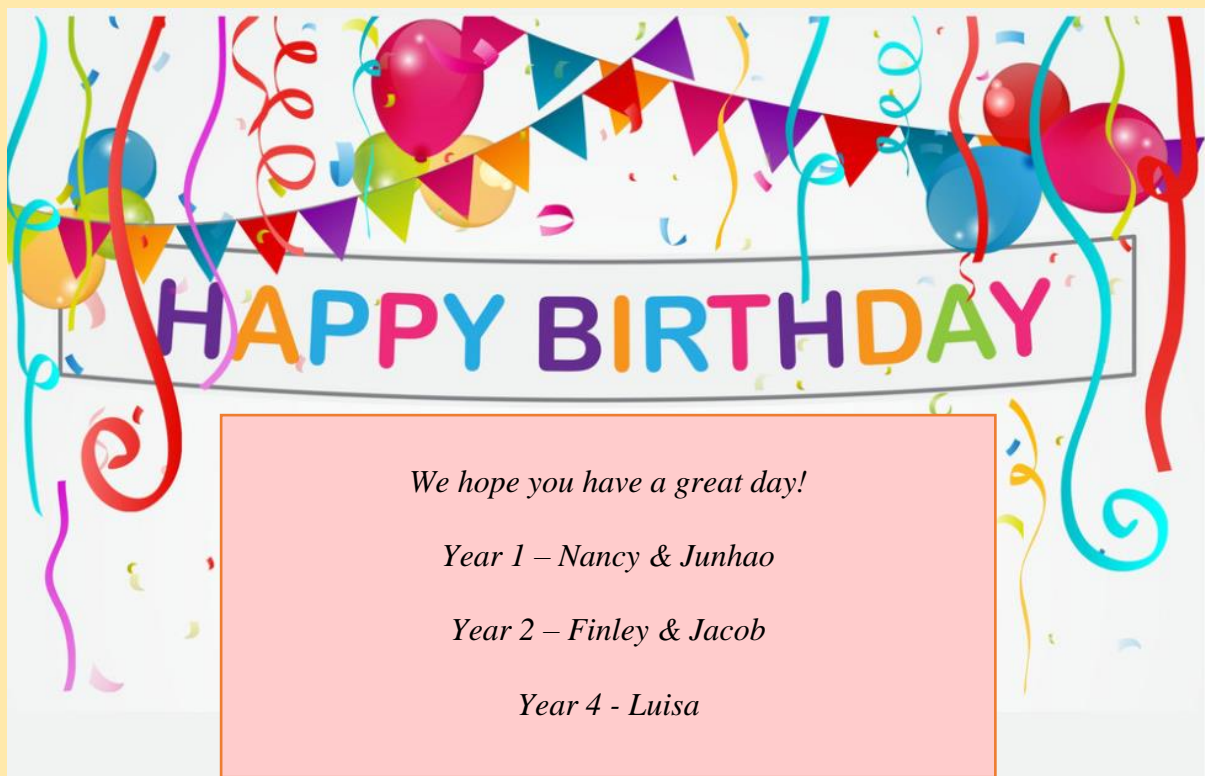 HAPPY BIRTHDAY
We hope you have a great day!
Year 1 – Nancy & Junhao
Year 2 – Finley & Jacob
Year 4 - Luisa